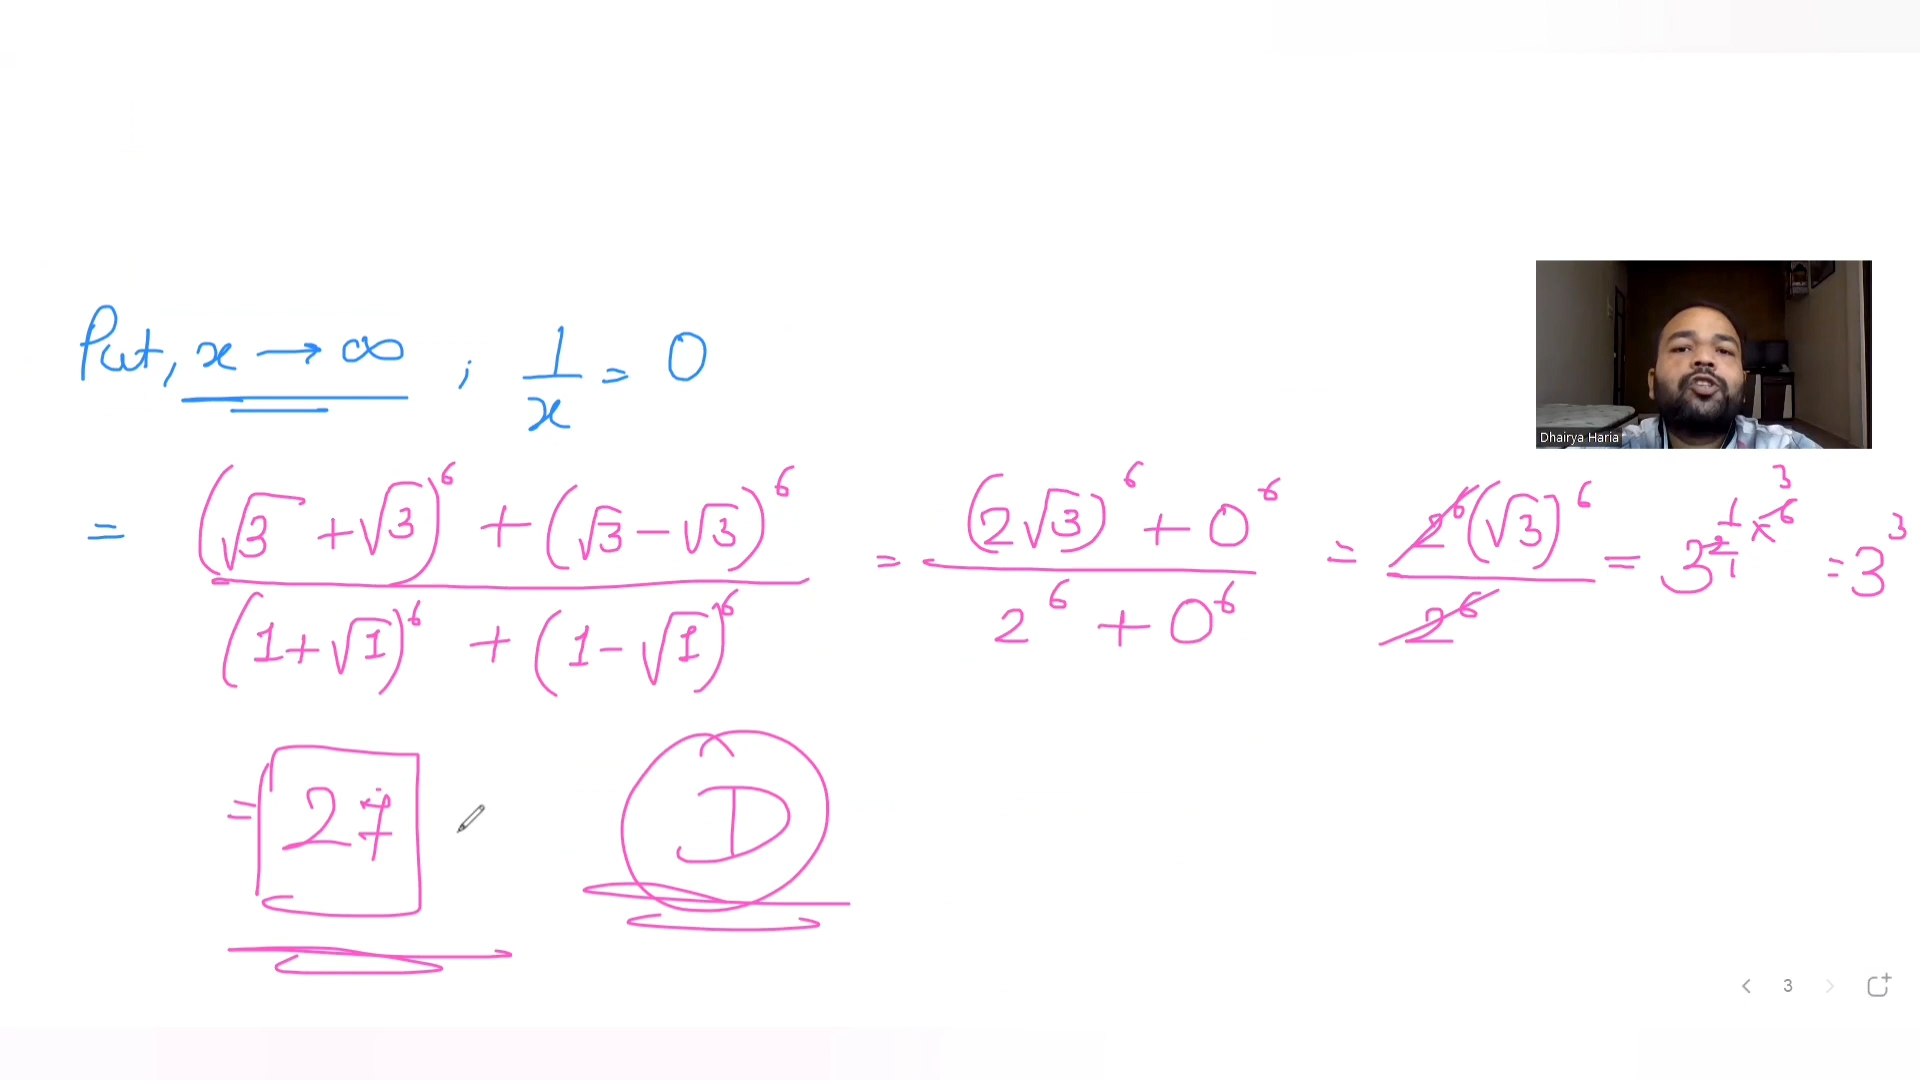 Put, x → ∞ ; 1/x = 0
Dhairya Haria
= ((√3 + √3)^6 + (√3 − √3)^6) / ((1 + √1)^6 + (1 − √1)^6) = ((2√3)^6 + 0^6) / (2^6 + 0^6) = (2^6 (√3)^6) / 2^6 = 3^(1/2 × 6) = 3^3
= 27 D
3